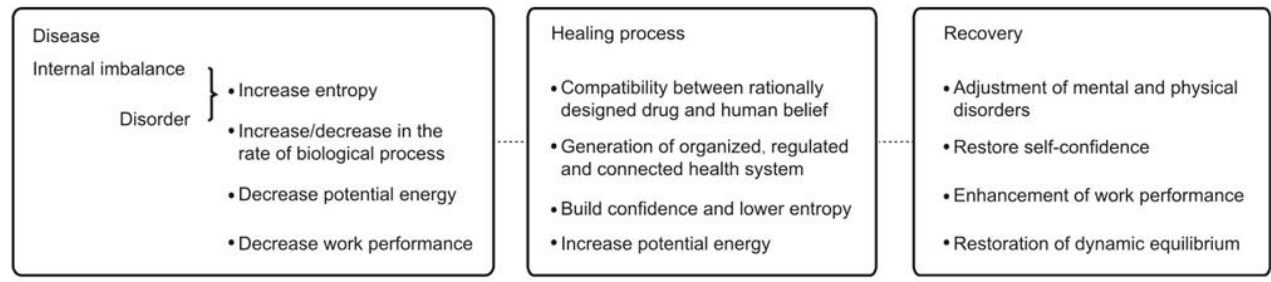 Disease
Internal imbalance
Disorder
• Increase entropy
• Increase/decrease in the
rate of biological process
• Decrease potential energy
• Decrease work performance
Healing process
• Compatibility between rationally
designed drug and human belief
• Generation of organized, regulated
and connected health system
• Build confidence and lower entropy
• Increase potential energy
Recovery
• Adjustment of mental and physical
disorders
• Restore self-confidence
• Enhancement of work performance
• Restoration of dynamic equilibrium